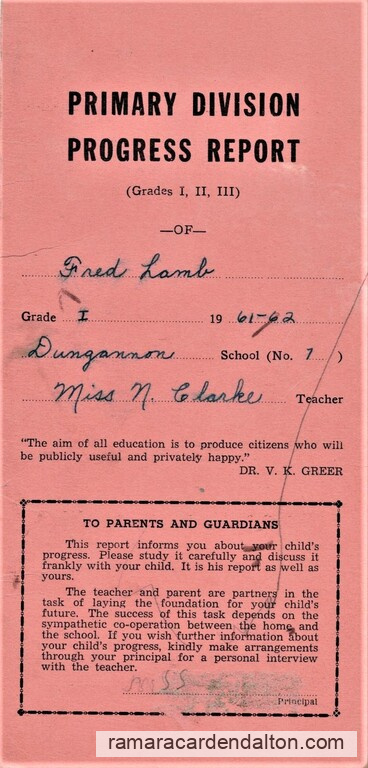 PRIMARY DIVISION
PROGRESS REPORT
(Grades I, II, III)
—OF—
Fred Lamb
Grade I 19 61-62
Dungannon School (No. 7 )
Miss N. Clarke Teacher
"The aim of all education is to produce citizens who will
be publicly useful and privately happy."
DR. V. K. GREER
TO PARENTS AND GUARDIANS
This report informs you about your child's
progress. Please study it carefully and discuss it
frankly with your child. It is his report as well as
yours.
The teacher and parent are partners in the
task of laying the foundation for your child's
future. The success of this task depends on the
sympathetic co-operation between the home and
the school. If you wish further information about
your child's progress, kindly make arrangements
through your principal for a personal interview
with the teacher.
Miss
Principal
ramaracardendalton.com